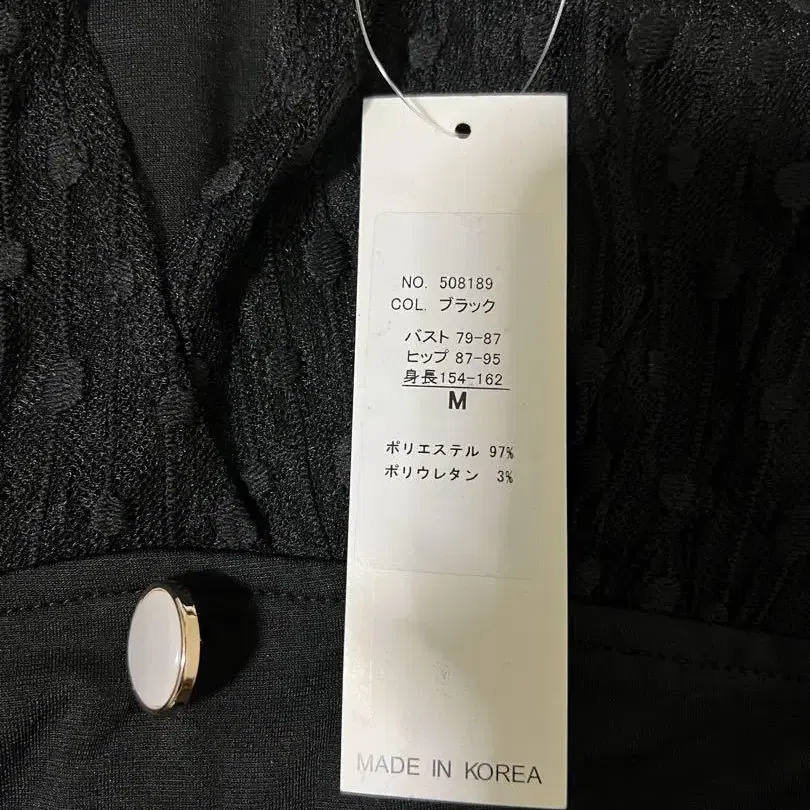 NO. 508189
COL. ブラック
バスト 79-87
ヒップ 87-95
身長154-162
M
ポリエステル 97%
ポリウレタン 3%
MADE IN KOREA